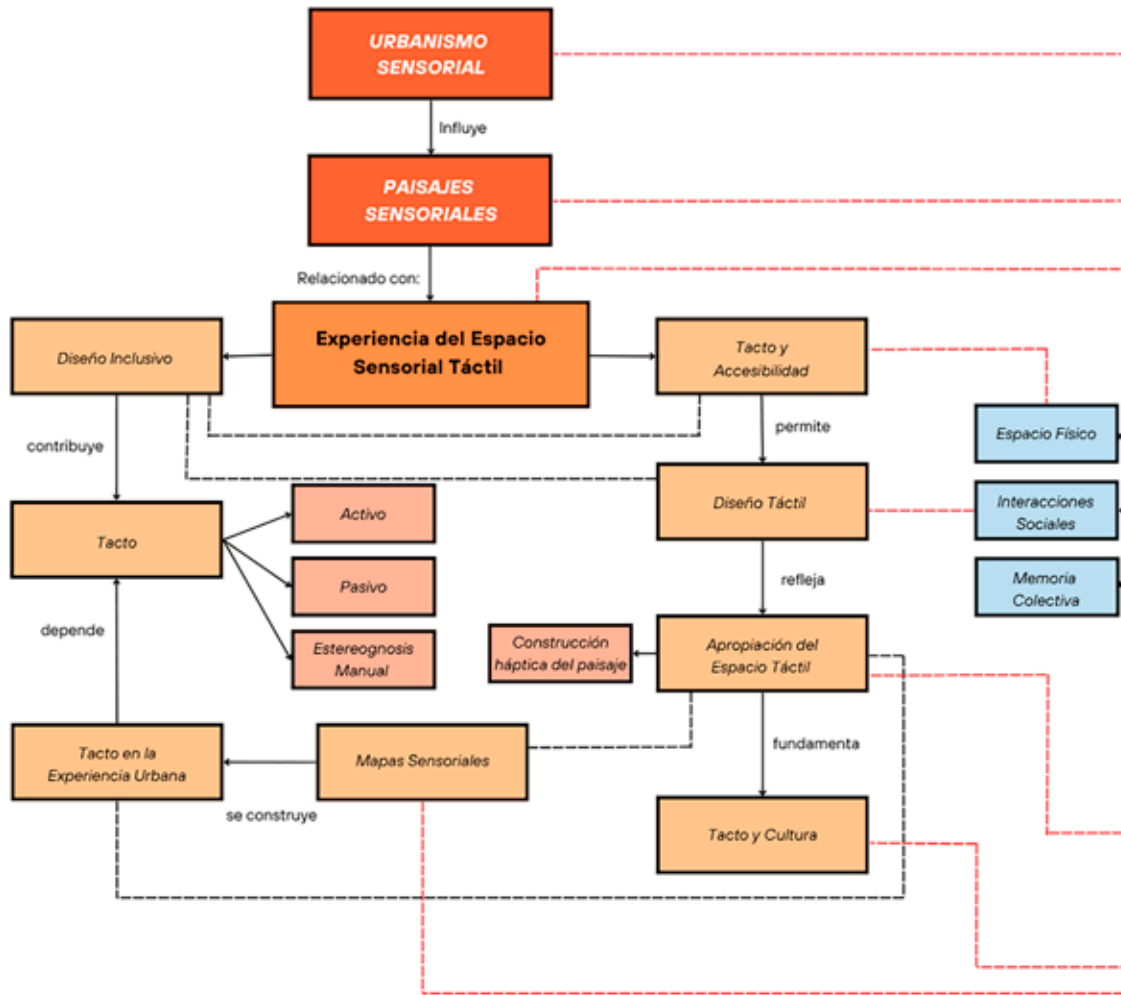 URBANISMO
SENSORIAL
Influye
PAISAJES
SENSORIALES
Relacionado con:
Experiencia del Espacio
Sensorial Táctil
Diseño Inclusivo
Tacto y
Accesibilidad
contribuye
permite
Espacio Físico
Tacto
Activo
Diseño Táctil
Interacciones
Sociales
Pasivo
refleja
Memoria
Colectiva
depende
Estereognosis
Manual
Construcción
háptica del paisaje
Apropiación del
Espacio Táctil
Tacto en la
Experiencia Urbana
Mapas Sensoriales
fundamenta
se construye
Tacto y Cultura